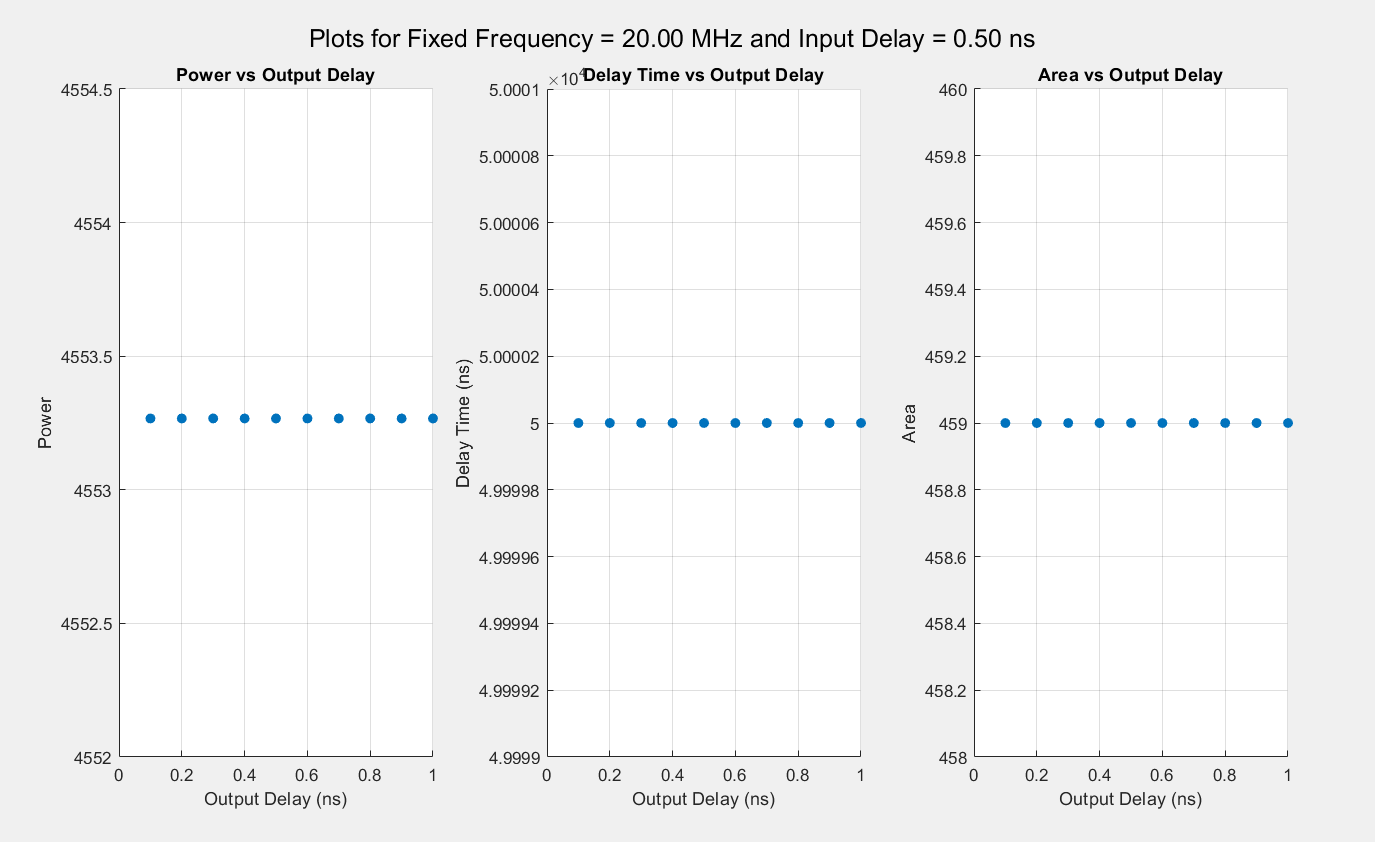 Plots for Fixed Frequency = 20.00 MHz and Input Delay = 0.50 ns
Power vs Output Delay
4554.5
4554
4553.5
4553
4552.5
4552
Power
0 0.2 0.4 0.6 0.8 1
Output Delay (ns)
×10⁴
Delay Time vs Output Delay
5.0001
5.00008
5.00006
5.00004
5.00002
5
4.99998
4.99996
4.99994
4.99992
4.9999
Delay Time (ns)
0 0.2 0.4 0.6 0.8 1
Output Delay (ns)
Area vs Output Delay
460
459.8
459.6
459.4
459.2
459
458.8
458.6
458.4
458.2
458
Area
0 0.2 0.4 0.6 0.8 1
Output Delay (ns)